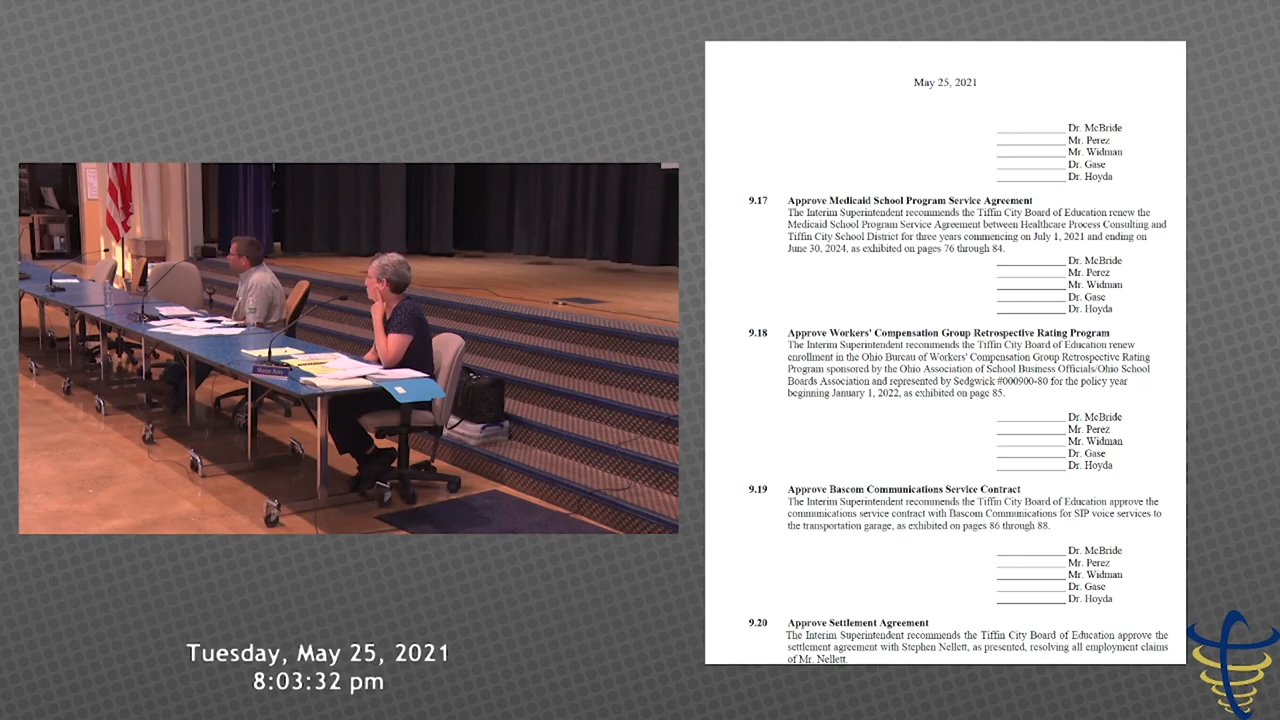 May 25, 2021
Dr. McBride
Mr. Perez
Mr. Widman
Dr. Gase
Dr. Hoyda
9.17 Approve Medicaid School Program Service Agreement
The Interim Superintendent recommends the Tiffin City Board of Education renew the
Medicaid School Program Service Agreement between Healthcare Process Consulting and
Tiffin City School District for three years commencing on July 1, 2021 and ending on
June 30, 2024, as exhibited on pages 76 through 84.
Dr. McBride
Mr. Perez
Mr. Widman
Dr. Gase
Dr. Hoyda
9.18 Approve Workers' Compensation Group Retrospective Rating Program
The Interim Superintendent recommends the Tiffin City Board of Education renew
enrollment in the Ohio Bureau of Workers' Compensation Group Retrospective Rating
Program sponsored by the Ohio Association of School Business Officials/Ohio School
Boards Association and represented by Sedgwick #000900-80 for the policy year
beginning January 1, 2022, as exhibited on page 85.
Dr. McBride
Mr. Perez
Mr. Widman
Dr. Gase
Dr. Hoyda
9.19 Approve Bascom Communications Service Contract
The Interim Superintendent recommends the Tiffin City Board of Education approve the
communications service contract with Bascom Communications for SIP voice services to
the transportation garage, as exhibited on pages 86 through 88.
Dr. McBride
Mr. Perez
Mr. Widman
Dr. Gase
Dr. Hoyda
9.20 Approve Settlement Agreement
The Interim Superintendent recommends the Tiffin City Board of Education approve the
settlement agreement with Stephen Nellett, as presented, resolving all employment claims
of Mr. Nellett.
Tuesday, May 25, 2021
8:03:32 pm